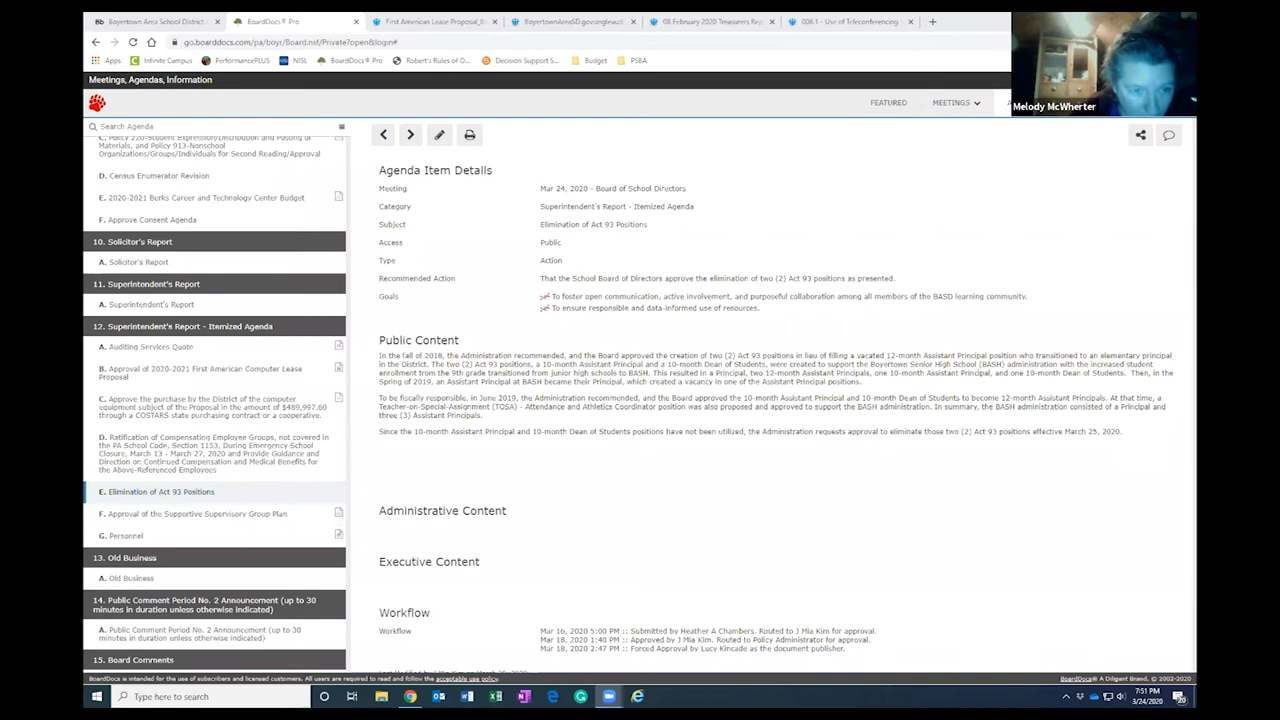 Boyertown Area School District
BoardDocs® Pro
First American Lease Proposal_B
BoyertownAreaSD.govsingleaudi
08 February 2020 Treasurers Rep
006.1 - Use of Teleconferencing
go.boarddocs.com/pa/boyr/Board.nsf/Private?open&login#
Apps
Infinite Campus
PerformancePLUS
NISL
BoardDocs® Pro
Robert's Rules of O...
Decision Support S...
Budget
PSBA
Melody McWherter
Meetings, Agendas, Information
FEATURED
MEETINGS
Search Agenda
C. Policy 220-Student Expression/Distribution and Posting of
Materials, and Policy 913-Nonschool
Organizations/Groups/Individuals for Second Reading/Approval
D. Census Enumerator Revision
E. 2020-2021 Berks Career and Technology Center Budget
F. Approve Consent Agenda
10. Solicitor's Report
A. Solicitor's Report
11. Superintendent's Report
A. Superintendent's Report
12. Superintendent's Report - Itemized Agenda
A. Auditing Services Quote
B. Approval of 2020-2021 First American Computer Lease
Proposal
C. Approve the purchase by the District of the computer
equipment subject of the Proposal in the amount of $489,997.60
through a COSTARS state purchasing contract or a cooperative.
D. Ratification of Compensating Employee Groups, not covered in
the PA School Code, Section 1153, During Emergency School
Closure, March 13 - March 27, 2020 and Provide Guidance and
Direction on Continued Compensation and Medical Benefits for
the Above-Referenced Employees
E. Elimination of Act 93 Positions
F. Approval of the Supportive Supervisory Group Plan
G. Personnel
13. Old Business
A. Old Business
14. Public Comment Period No. 2 Announcement (up to 30
minutes in duration unless otherwise indicated)
A. Public Comment Period No. 2 Announcement (up to 30
minutes in duration unless otherwise indicated)
15. Board Comments
Agenda Item Details
Meeting Mar 24, 2020 - Board of School Directors
Category Superintendent's Report - Itemized Agenda
Subject Elimination of Act 93 Positions
Access Public
Type Action
Recommended Action That the School Board of Directors approve the elimination of two (2) Act 93 positions as presented.
Goals To foster open communication, active involvement, and purposeful collaboration among all members of the BASD learning community.
To ensure responsible and data-informed use of resources.
Public Content
In the fall of 2018, the Administration recommended, and the Board approved the creation of two (2) Act 93 positions in lieu of filling a vacated 12-month Assistant Principal position who transitioned to an elementary principal
in the District. The two (2) Act 93 positions, a 10-month Assistant Principal and a 10-month Dean of Students, were created to support the Boyertown Senior High School (BASH) administration with the increased student
enrollment from the 9th grade transitioned from junior high schools to BASH. This resulted in a Principal, two 12-month Assistant Principals, one 10-month Assistant Principal, and one 10-month Dean of Students. Then, in the
Spring of 2019, an Assistant Principal at BASH became their Principal, which created a vacancy in one of the Assistant Principal positions.
To be fiscally responsible, in June 2019, the Administration recommended, and the Board approved the 10-month Assistant Principal and 10-month Dean of Students to become 12-month Assistant Principals. At that time, a
Teacher-on-Special-Assignment (TOSA) - Attendance and Athletics Coordinator position was also proposed and approved to support the BASH administration. In summary, the BASH administration consisted of a Principal and
three (3) Assistant Principals.
Since the 10-month Assistant Principal and 10-month Dean of Students positions have not been utilized, the Administration requests approval to eliminate those two (2) Act 93 positions effective March 25, 2020.
Administrative Content
Executive Content
Workflow
Workflow Mar 16, 2020 5:00 PM :: Submitted by Heather A Chambers. Routed to J Mia Kim for approval.
Mar 18, 2020 1:40 PM :: Approved by J Mia Kim. Routed to Policy Administrator for approval.
Mar 18, 2020 2:47 PM :: Forced Approval by Lucy Kincade as the document publisher.
BoardDocs is intended for the use of subscribers and licensed customers. All users are required to read and follow the acceptable use policy.
BoardDocs® A Diligent Brand. © 2002-2020
Type here to search
7:51 PM
3/24/2020